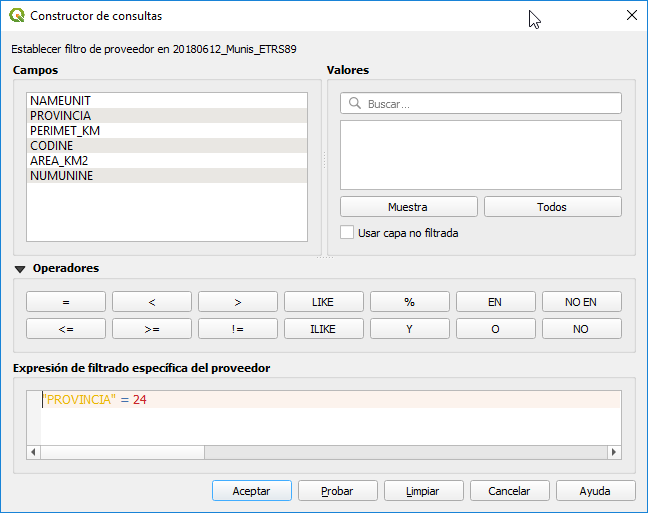 Constructor de consultas
Establecer filtro de proveedor en 20180612_Munis_ETRS89
Campos
NAMEUNIT
PROVINCIA
PERIMET_KM
CODINE
AREA_KM2
NUMUNINE
Valores
Buscar...
Muestra Todos
Usar capa no filtrada
Operadores
= < > LIKE % EN NO EN
<= >= != ILIKE Y O NO
Expresión de filtrado específica del proveedor
"PROVINCIA" = 24
Aceptar Probar Limpiar Cancelar Ayuda